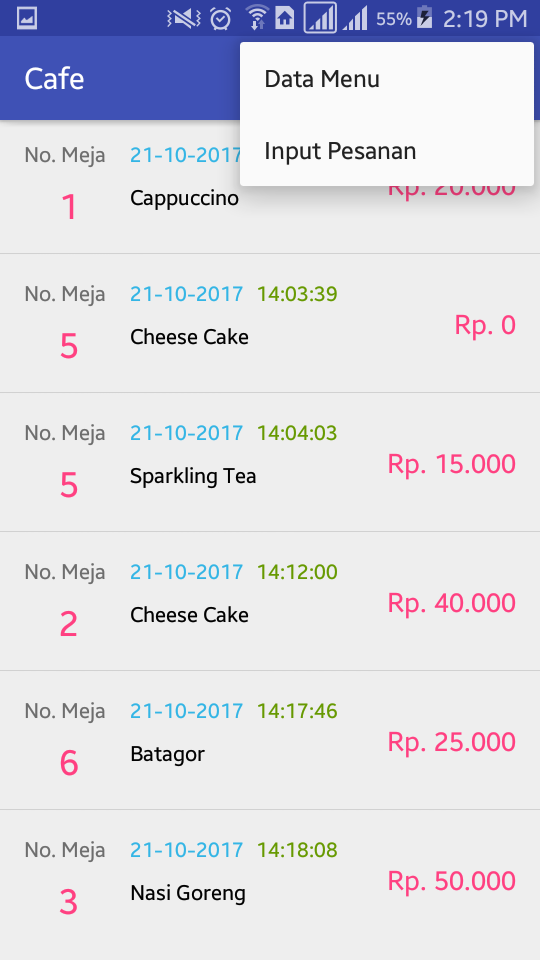 55% 2:19 PM
Cafe
Data Menu
Input Pesanan
No. Meja 21-10-2017
1 Cappuccino Rp. 20.000
No. Meja 21-10-2017 14:03:39
5 Cheese Cake Rp. 0
No. Meja 21-10-2017 14:04:03
5 Sparkling Tea Rp. 15.000
No. Meja 21-10-2017 14:12:00
2 Cheese Cake Rp. 40.000
No. Meja 21-10-2017 14:17:46
6 Batagor Rp. 25.000
No. Meja 21-10-2017 14:18:08
3 Nasi Goreng Rp. 50.000